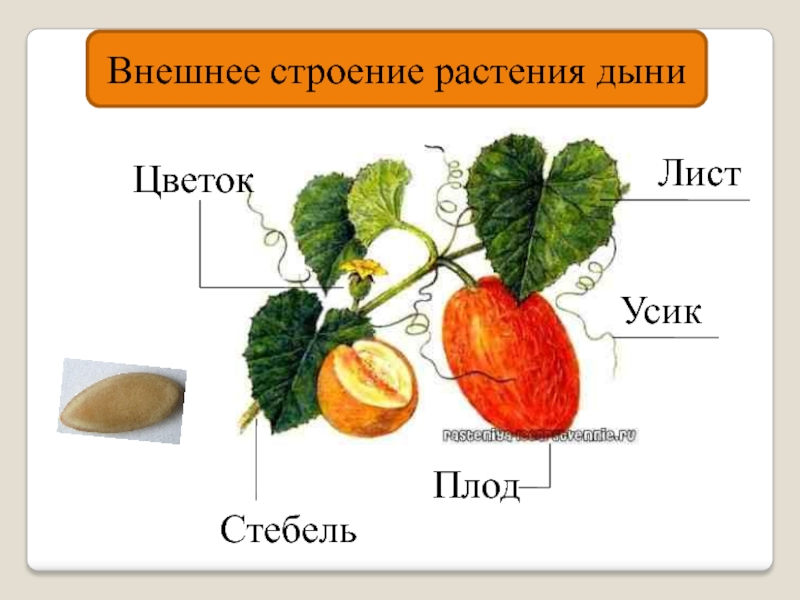 Внешнее строение растения дыни
Цветок
Лист
Усик
Плод
Стебель